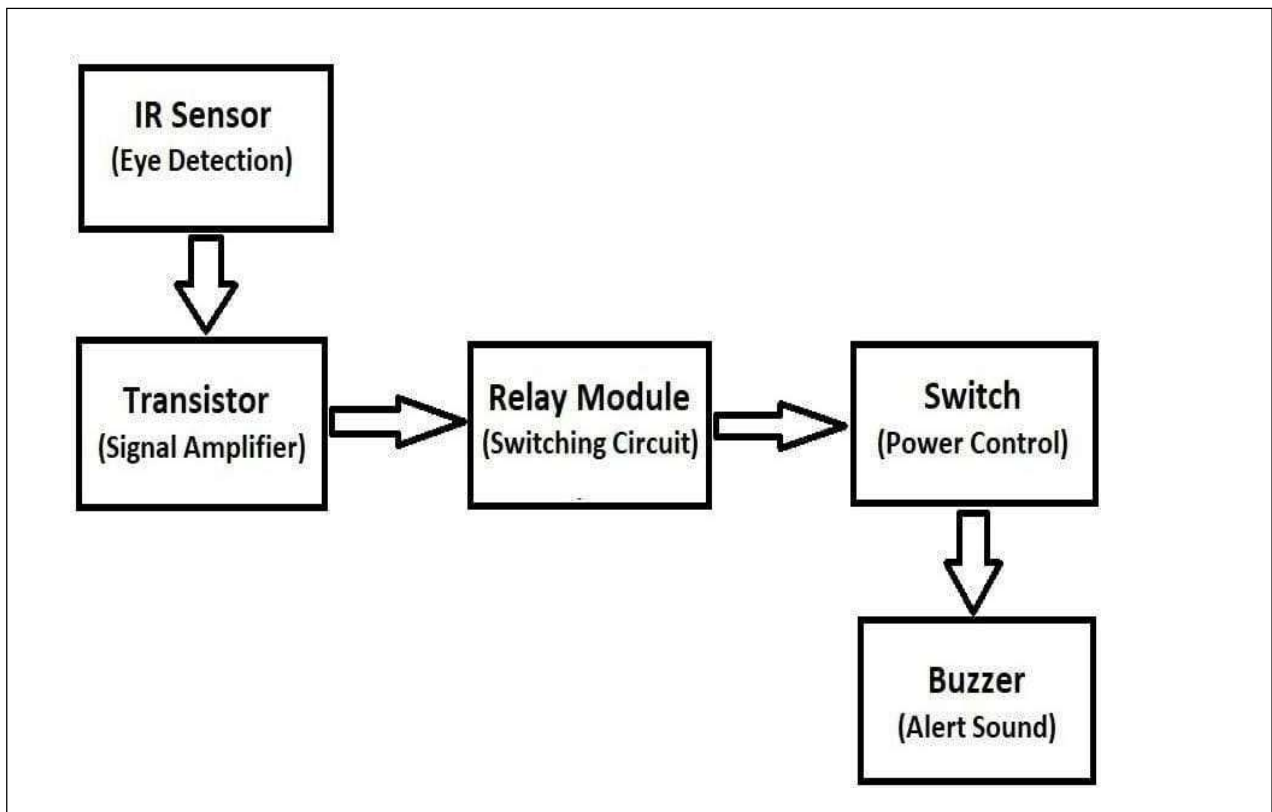 IR Sensor
(Eye Detection)
Transistor
(Signal Amplifier)
Relay Module
(Switching Circuit)
Switch
(Power Control)
Buzzer
(Alert Sound)